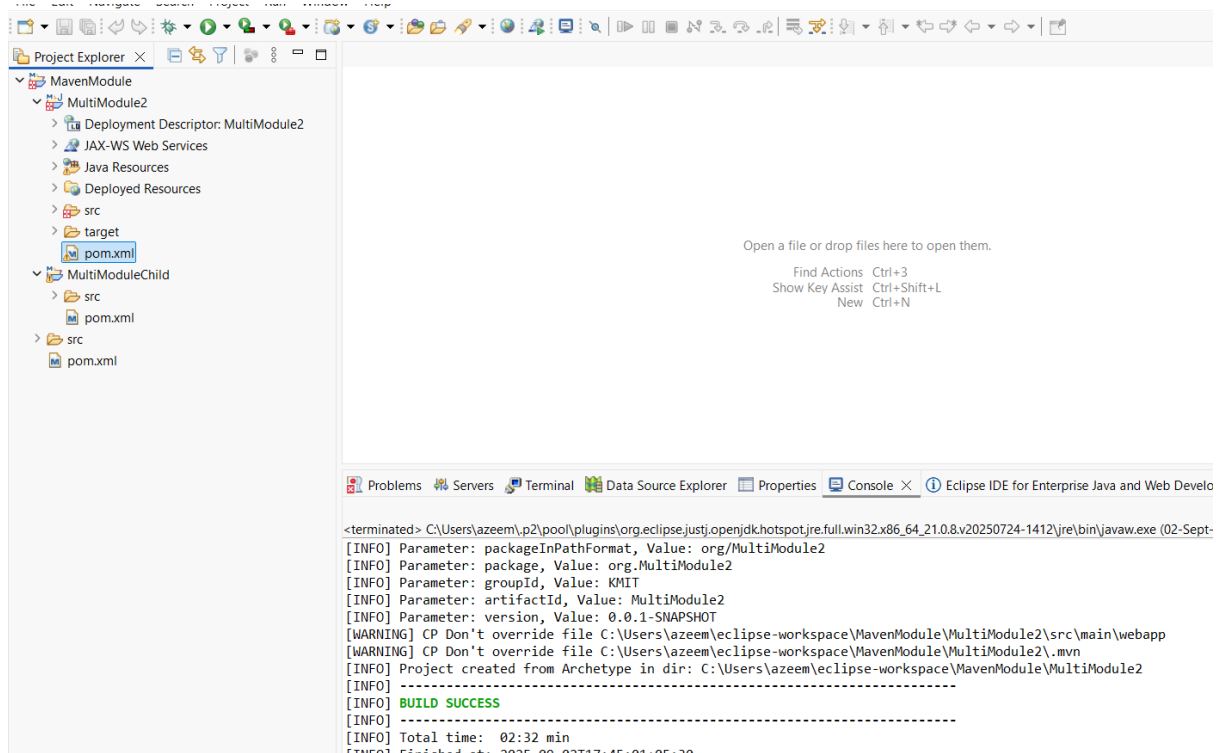 Project Explorer
MavenModule
MultiModule2
Deployment Descriptor: MultiModule2
JAX-WS Web Services
Java Resources
Deployed Resources
src
target
pom.xml
MultiModuleChild
src
pom.xml
src
pom.xml
Open a file or drop files here to open them.
Find Actions Ctrl+3
Show Key Assist Ctrl+Shift+L
New Ctrl+N
Problems Servers Terminal Data Source Explorer Properties Console Eclipse IDE for Enterprise Java and Web Develo
<terminated> C:\Users\azeem\.p2\pool\plugins\org.eclipse.justj.openjdk.hotspot.jre.full.win32.x86_64_21.0.8.v20250724-1412\jre\bin\javaw.exe (02-Sept-
[INFO] Parameter: packageInPathFormat, Value: org/MultiModule2
[INFO] Parameter: package, Value: org.MultiModule2
[INFO] Parameter: groupId, Value: KMIT
[INFO] Parameter: artifactId, Value: MultiModule2
[INFO] Parameter: version, Value: 0.0.1-SNAPSHOT
[WARNING] CP Don't override file C:\Users\azeem\eclipse-workspace\MavenModule\MultiModule2\src\main\webapp
[WARNING] CP Don't override file C:\Users\azeem\eclipse-workspace\MavenModule\MultiModule2\.mvn
[INFO] Project created from Archetype in dir: C:\Users\azeem\eclipse-workspace\MavenModule\MultiModule2
[INFO] ------------------------------------------------------------------------
[INFO] BUILD SUCCESS
[INFO] ------------------------------------------------------------------------
[INFO] Total time: 02:32 min